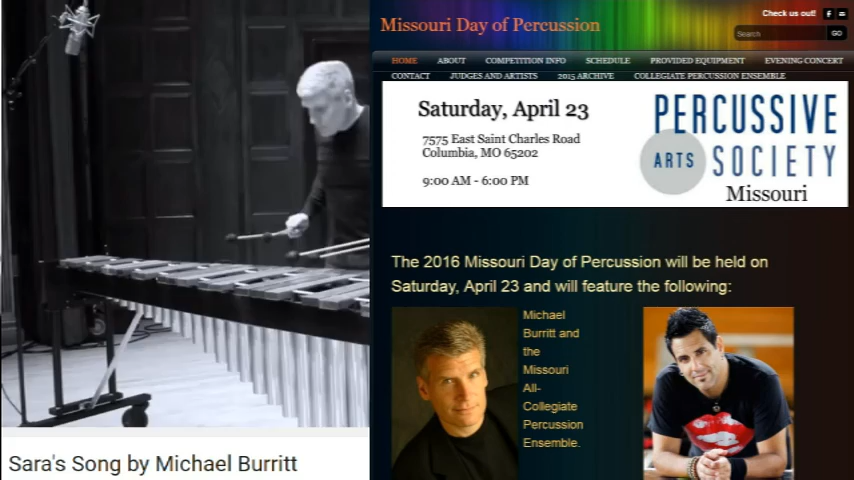 Sara's Song by Michael Burritt
Missouri Day of Percussion
Check us out!
Search
GO
HOME ABOUT COMPETITION INFO SCHEDULE PROVIDED EQUIPMENT EVENING CONCERT
CONTACT JUDGES AND ARTISTS 2015 ARCHIVE COLLEGIATE PERCUSSION ENSEMBLE
Saturday, April 23
7575 East Saint Charles Road
Columbia, MO 65202
9:00 AM - 6:00 PM
PERCUSSIVE
ARTS SOCIETY
Missouri
The 2016 Missouri Day of Percussion will be held on
Saturday, April 23 and will feature the following:
Michael
Burritt and
the
Missouri
All-
Collegiate
Percussion
Ensemble.